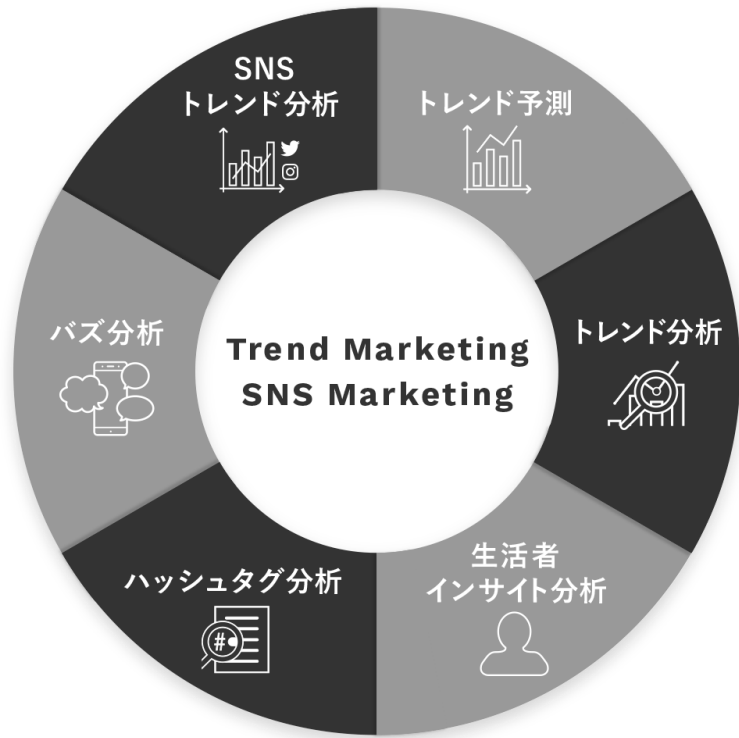 SNS
トレンド分析
トレンド予測
バズ分析
トレンド分析
Trend Marketing
SNS Marketing
ハッシュタグ分析
#
生活者
インサイト分析